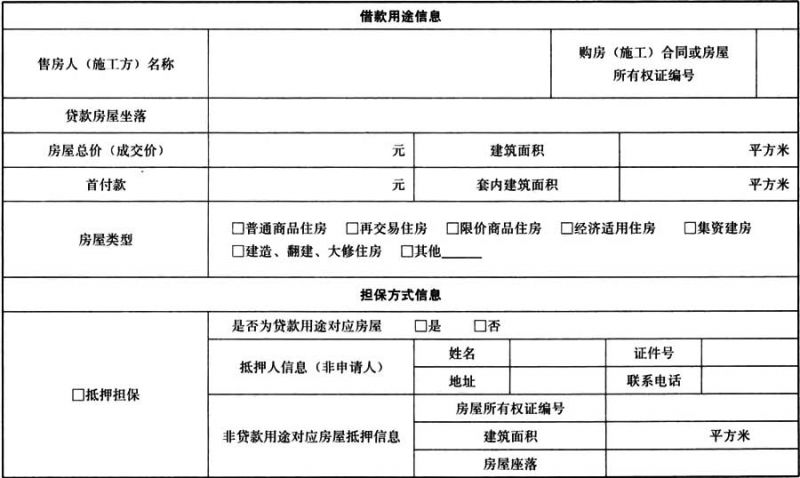 借款用途信息
售房人（施工方）名称
购房（施工）合同或房屋
所有权证编号
贷款房屋坐落
房屋总价（成交价） 元 建筑面积 平方米
首付款 元 套内建筑面积 平方米
房屋类型
□普通商品住房 □再交易住房 □限价商品住房 □经济适用住房 □集资建房
□建造、翻建、大修住房 □其他_____
担保方式信息
□抵押担保
是否为贷款用途对应房屋 □是 □否
抵押人信息（非申请人）
姓名 证件号
地址 联系电话
非贷款用途对应房屋抵押信息
房屋所有权证编号
建筑面积 平方米
房屋座落